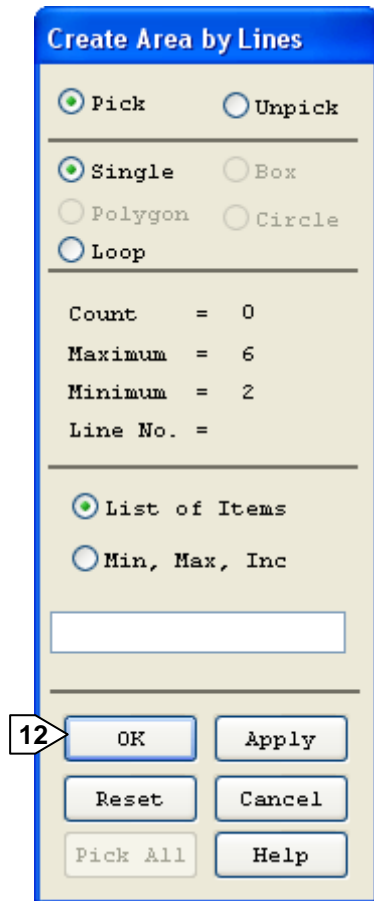 Create Area by Lines
Pick Unpick
Single Box
Polygon Circle
Loop
Count = 0
Maximum = 6
Minimum = 2
Line No. =
List of Items
Min, Max, Inc
12 OK Apply
Reset Cancel
Pick All Help